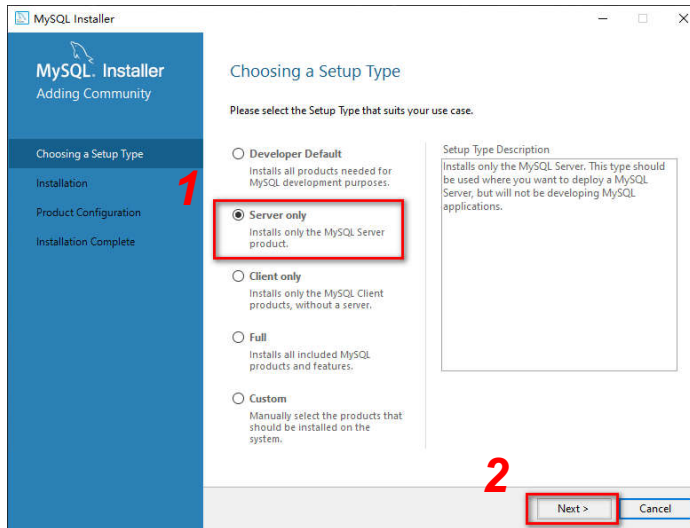 MySQL Installer
MySQL. Installer
Adding Community
Choosing a Setup Type
Installation
Product Configuration
Installation Complete
Choosing a Setup Type
Please select the Setup Type that suits your use case.
1
Developer Default
Installs all products needed for
MySQL development purposes.
Server only
Installs only the MySQL Server
product.
Client only
Installs only the MySQL Client
products, without a server.
Full
Installs all included MySQL
products and features.
Custom
Manually select the products that
should be installed on the
system.
Setup Type Description
Installs only the MySQL Server. This type should
be used where you want to deploy a MySQL
Server, but will not be developing MySQL
applications.
2
Next >
Cancel